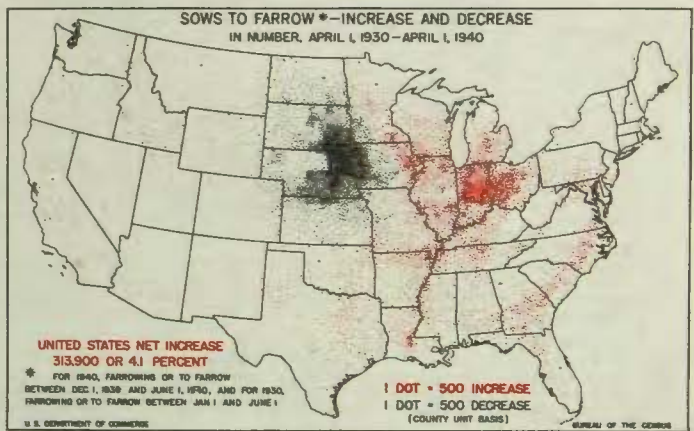 SOWS TO FARROW *-INCREASE AND DECREASE
IN NUMBER, APRIL 1, 1930-APRIL 1, 1940
UNITED STATES NET INCREASE
313,900 OR 4.1 PERCENT
* FOR 1940, FARROWING OR TO FARROW
BETWEEN DEC. 1, 1939 AND JUNE 1, 1940, AND FOR 1930,
FARROWING OR TO FARROW BETWEEN JAN 1 AND JUNE 1
1 DOT = 500 INCREASE
1 DOT = 500 DECREASE
(COUNTY UNIT BASIS)
U. S. DEPARTMENT OF COMMERCE
BUREAU OF THE CENSUS